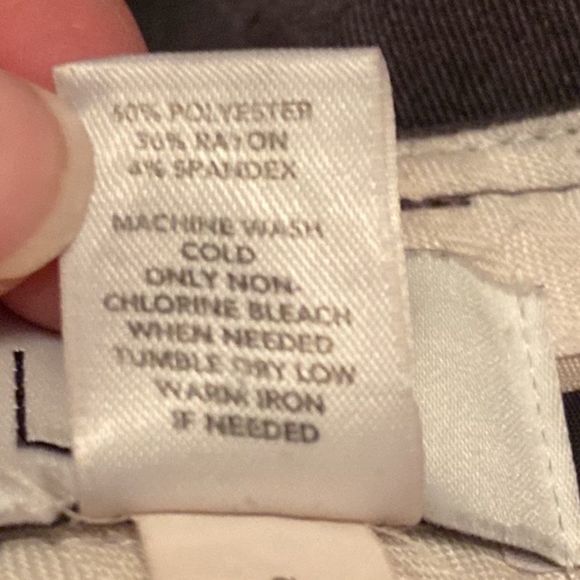 60% POLYESTER
36% RAYON
4% SPANDEX
MACHINE WASH
COLD
ONLY NON-
CHLORINE BLEACH
WHEN NEEDED
TUMBLE DRY LOW
WARM IRON
IF NEEDED
L